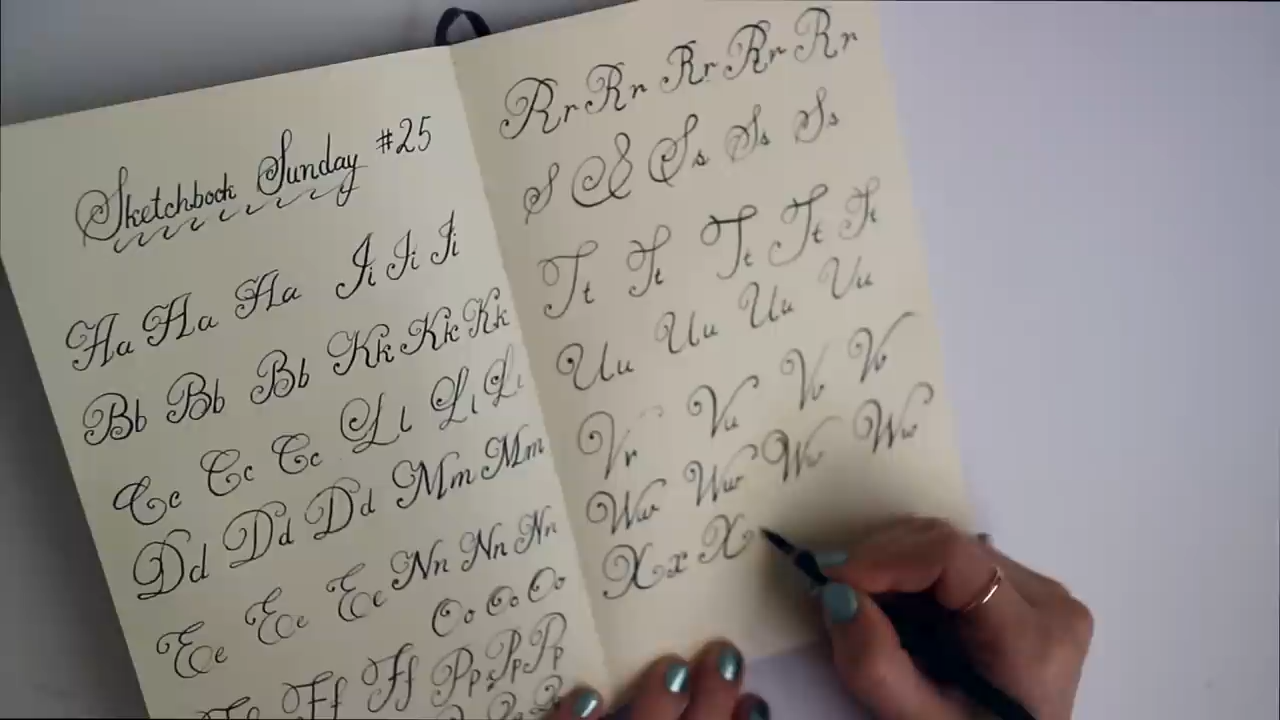 Sketchbook Sunday #25
Aa Aa Aa Ii Ii Ii
Bb Bb Bb Kk Kk Kk
Cc Cc Cc Ll Ll Ll
Dd Dd Dd Mm Mm
Ee Ee Ee Nn Nn Nn
Oo Oo Oo
Ff Ff Pp Pp Pp
Rr Rr Rr Rr Rr
S S Ss Ss Ss
Tt Tt Tt Tt Tt
Uu Uu Uu Uu
Vv Vv Vv Vv
Ww Ww Ww Ww
Xx X